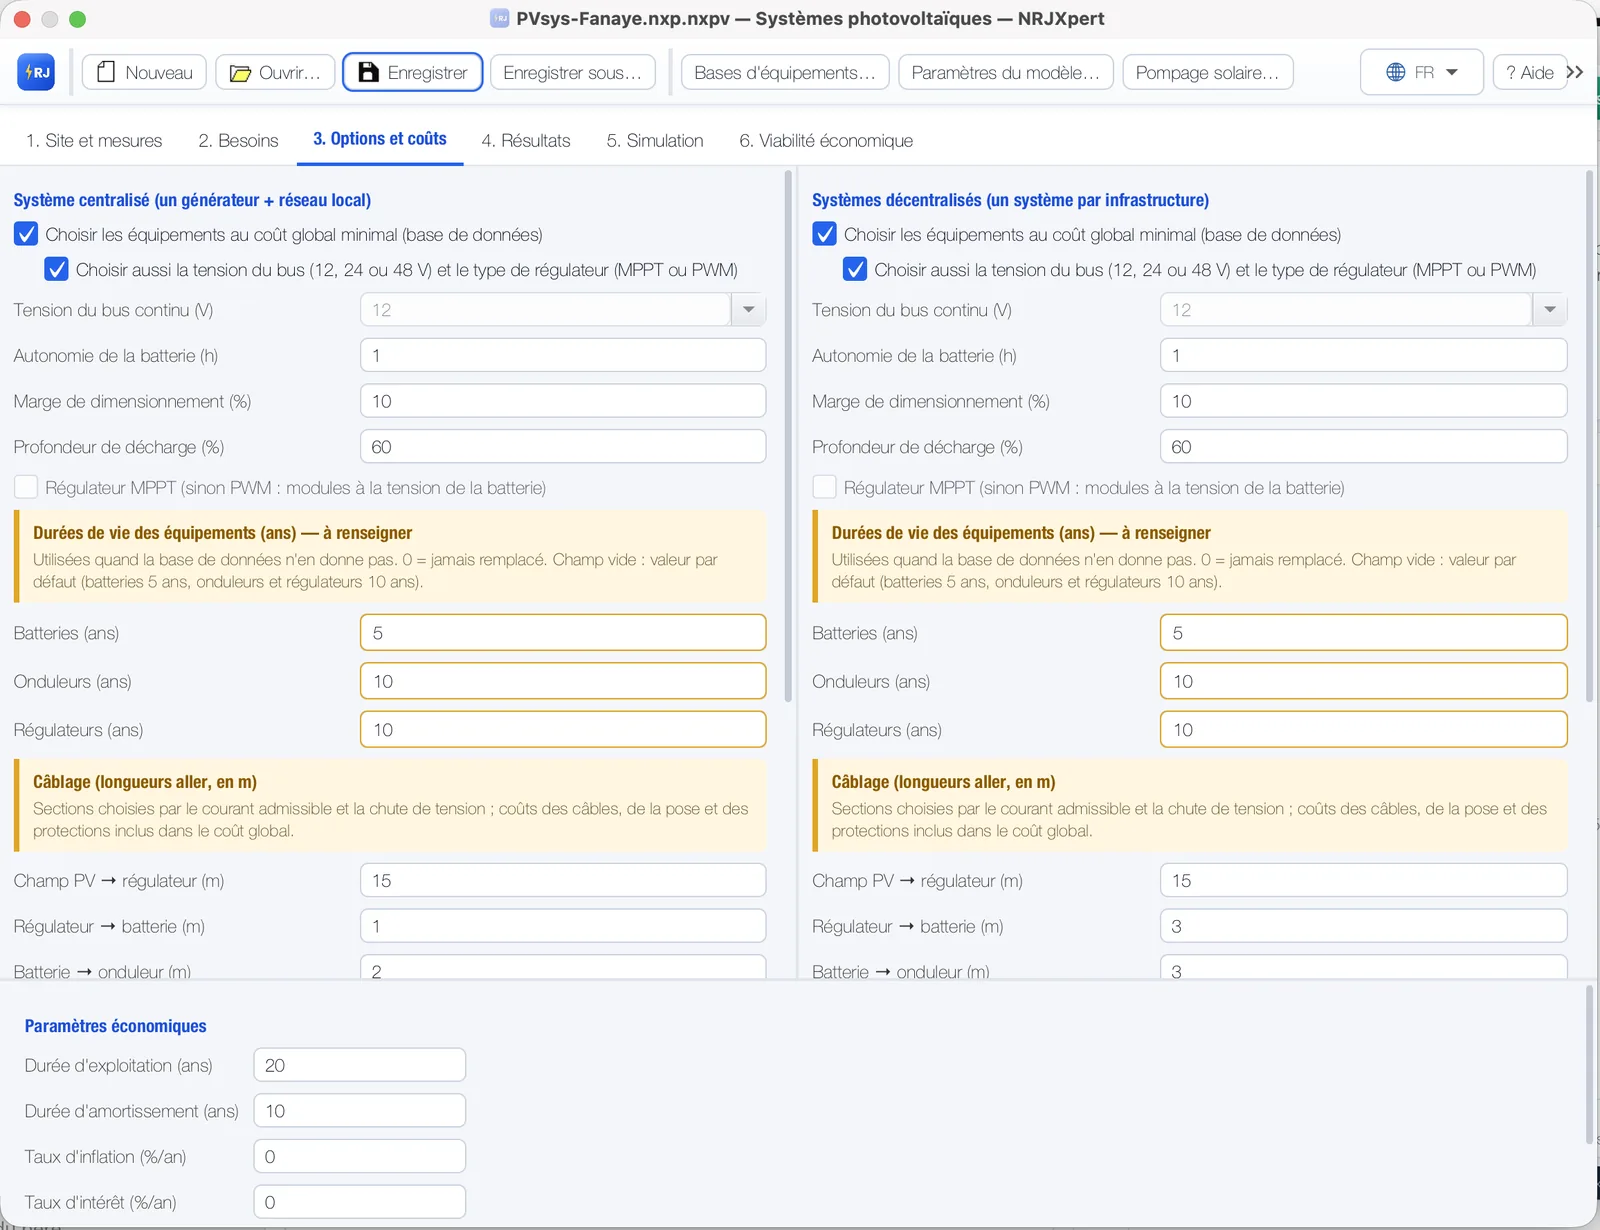 PVsys-Fanaye.nxp.nxpv — Systèmes photovoltaïques — NRJXpert
RJ Nouveau Ouvrir... Enregistrer Enregistrer sous... Bases d'équipements... Paramètres du modèle... Pompage solaire... FR ? Aide
1. Site et mesures 2. Besoins 3. Options et coûts 4. Résultats 5. Simulation 6. Viabilité économique
Système centralisé (un générateur + réseau local)
Choisir les équipements au coût global minimal (base de données)
Choisir aussi la tension du bus (12, 24 ou 48 V) et le type de régulateur (MPPT ou PWM)
Tension du bus continu (V) 12
Autonomie de la batterie (h) 1
Marge de dimensionnement (%) 10
Profondeur de décharge (%) 60
Régulateur MPPT (sinon PWM : modules à la tension de la batterie)
Durées de vie des équipements (ans) — à renseigner
Utilisées quand la base de données n'en donne pas. 0 = jamais remplacé. Champ vide : valeur par
défaut (batteries 5 ans, onduleurs et régulateurs 10 ans).
Batteries (ans) 5
Onduleurs (ans) 10
Régulateurs (ans) 10
Câblage (longueurs aller, en m)
Sections choisies par le courant admissible et la chute de tension ; coûts des câbles, de la pose et des
protections inclus dans le coût global.
Champ PV → régulateur (m) 15
Régulateur → batterie (m) 1
Batterie → onduleur (m) 2
Systèmes décentralisés (un système par infrastructure)
Choisir les équipements au coût global minimal (base de données)
Choisir aussi la tension du bus (12, 24 ou 48 V) et le type de régulateur (MPPT ou PWM)
Tension du bus continu (V) 12
Autonomie de la batterie (h) 1
Marge de dimensionnement (%) 10
Profondeur de décharge (%) 60
Régulateur MPPT (sinon PWM : modules à la tension de la batterie)
Durées de vie des équipements (ans) — à renseigner
Utilisées quand la base de données n'en donne pas. 0 = jamais remplacé. Champ vide : valeur par
défaut (batteries 5 ans, onduleurs et régulateurs 10 ans).
Batteries (ans) 5
Onduleurs (ans) 10
Régulateurs (ans) 10
Câblage (longueurs aller, en m)
Sections choisies par le courant admissible et la chute de tension ; coûts des câbles, de la pose et des
protections inclus dans le coût global.
Champ PV → régulateur (m) 15
Régulateur → batterie (m) 3
Batterie → onduleur (m) 3
Paramètres économiques
Durée d'exploitation (ans) 20
Durée d'amortissement (ans) 10
Taux d'inflation (%/an) 0
Taux d'intérêt (%/an) 0